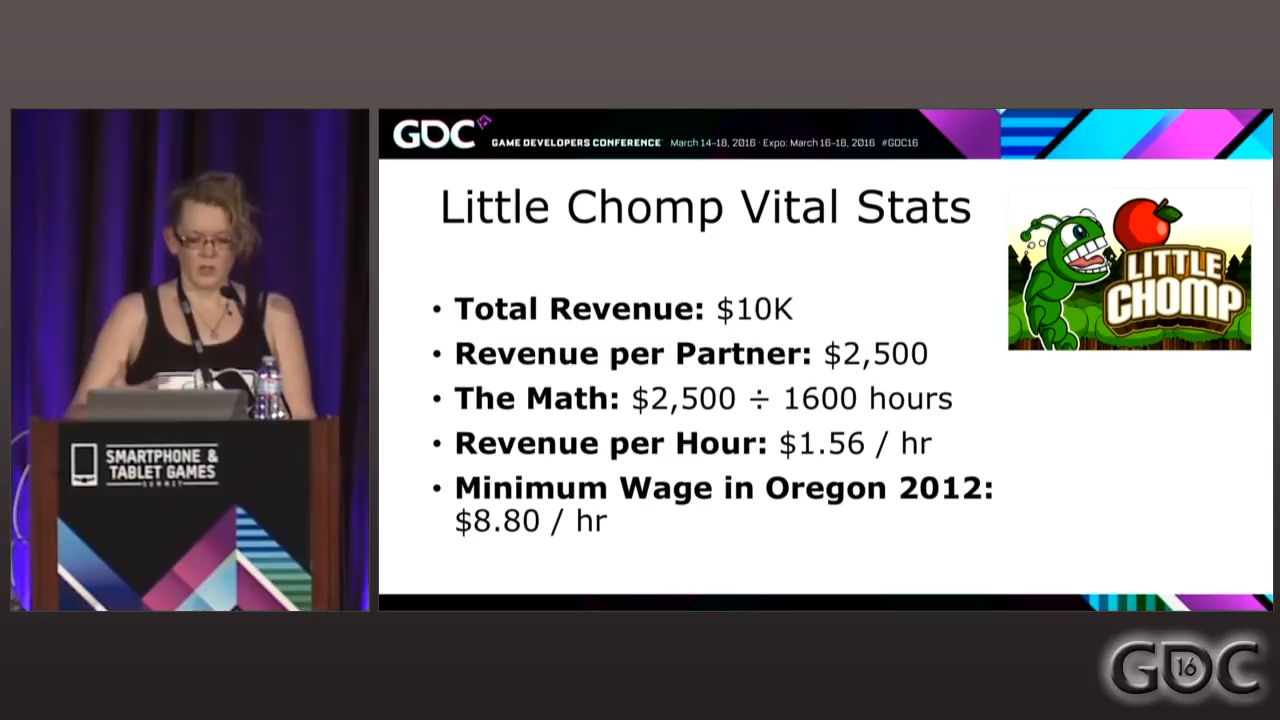 GDC GAME DEVELOPERS CONFERENCE March 14–18, 2016 · Expo: March 16–18, 2016 #GDC16
Little Chomp Vital Stats
LITTLE
CHOMP
• Total Revenue: $10K
• Revenue per Partner: $2,500
• The Math: $2,500 ÷ 1600 hours
• Revenue per Hour: $1.56 / hr
• Minimum Wage in Oregon 2012:
$8.80 / hr
SMARTPHONE &
TABLET GAMES
SUMMIT
GDC 16